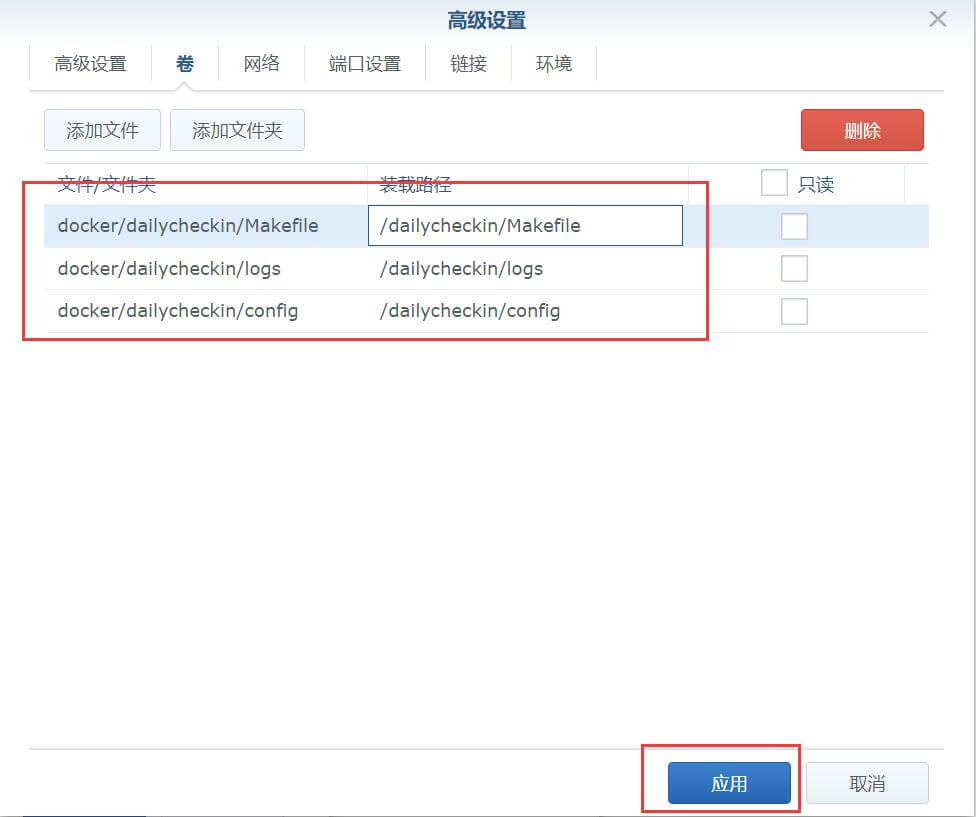 高级设置
高级设置 卷 网络 端口设置 链接 环境
添加文件 添加文件夹 删除
文件/文件夹 装载路径 只读
docker/dailycheckin/Makefile /dailycheckin/Makefile
docker/dailycheckin/logs /dailycheckin/logs
docker/dailycheckin/config /dailycheckin/config
应用 取消